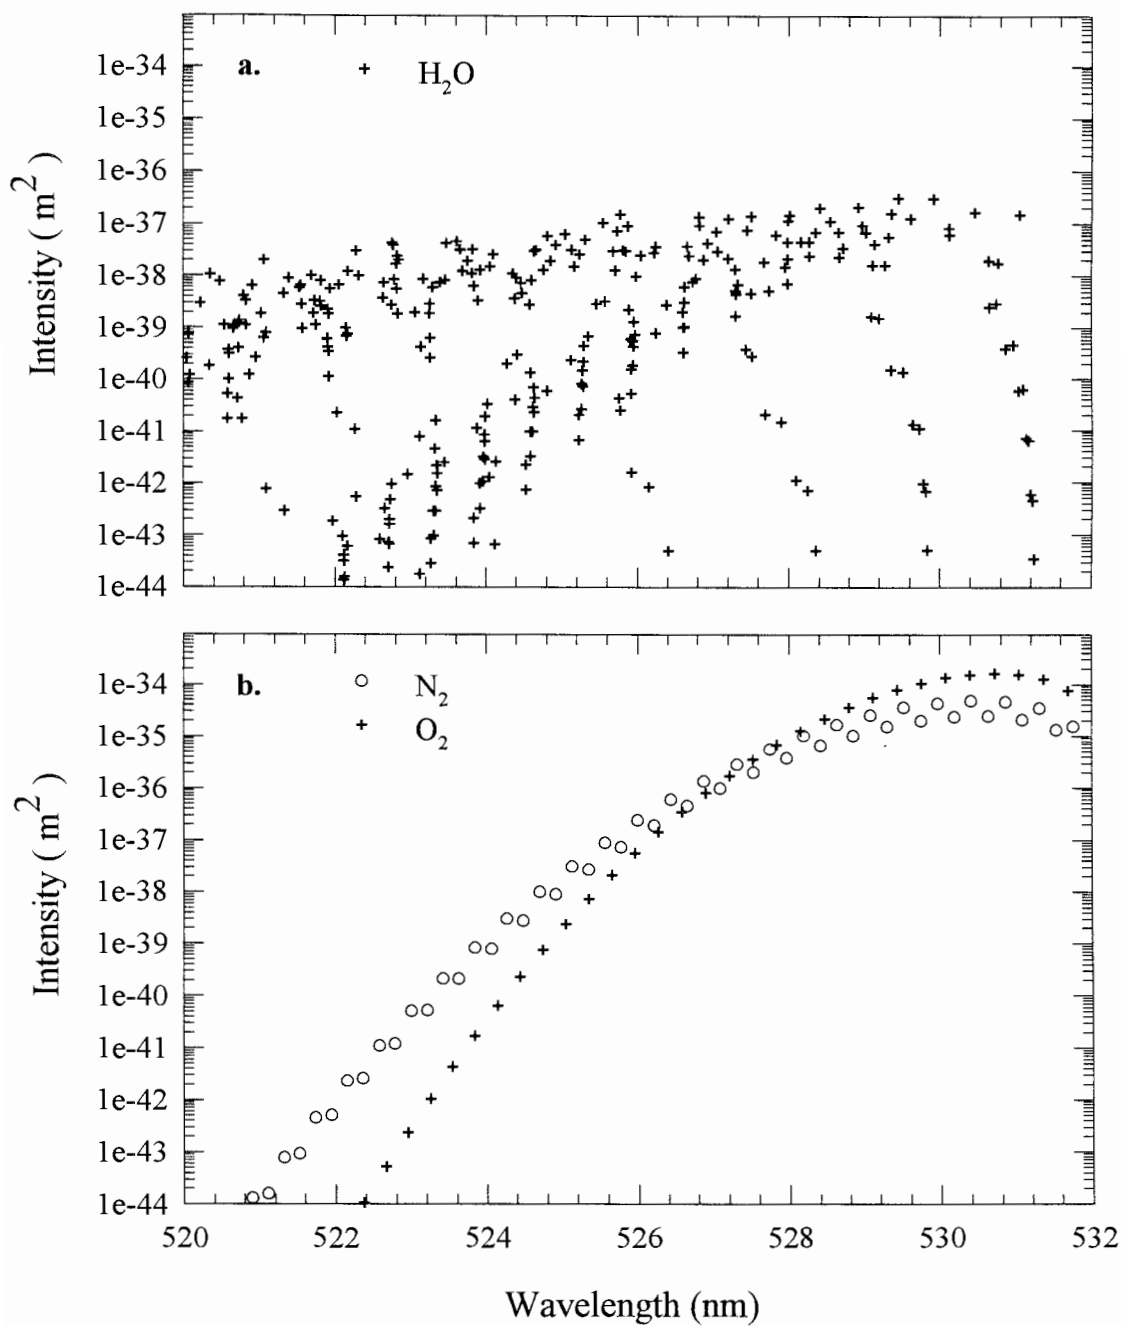 a.
H2O
1e-34
1e-35
1e-36
1e-37
1e-38
1e-39
1e-40
1e-41
1e-42
1e-43
1e-44
Intensity ( m2 )
b.
N2
O2
1e-34
1e-35
1e-36
1e-37
1e-38
1e-39
1e-40
1e-41
1e-42
1e-43
1e-44
Intensity ( m2 )
520 522 524 526 528 530 532
Wavelength (nm)